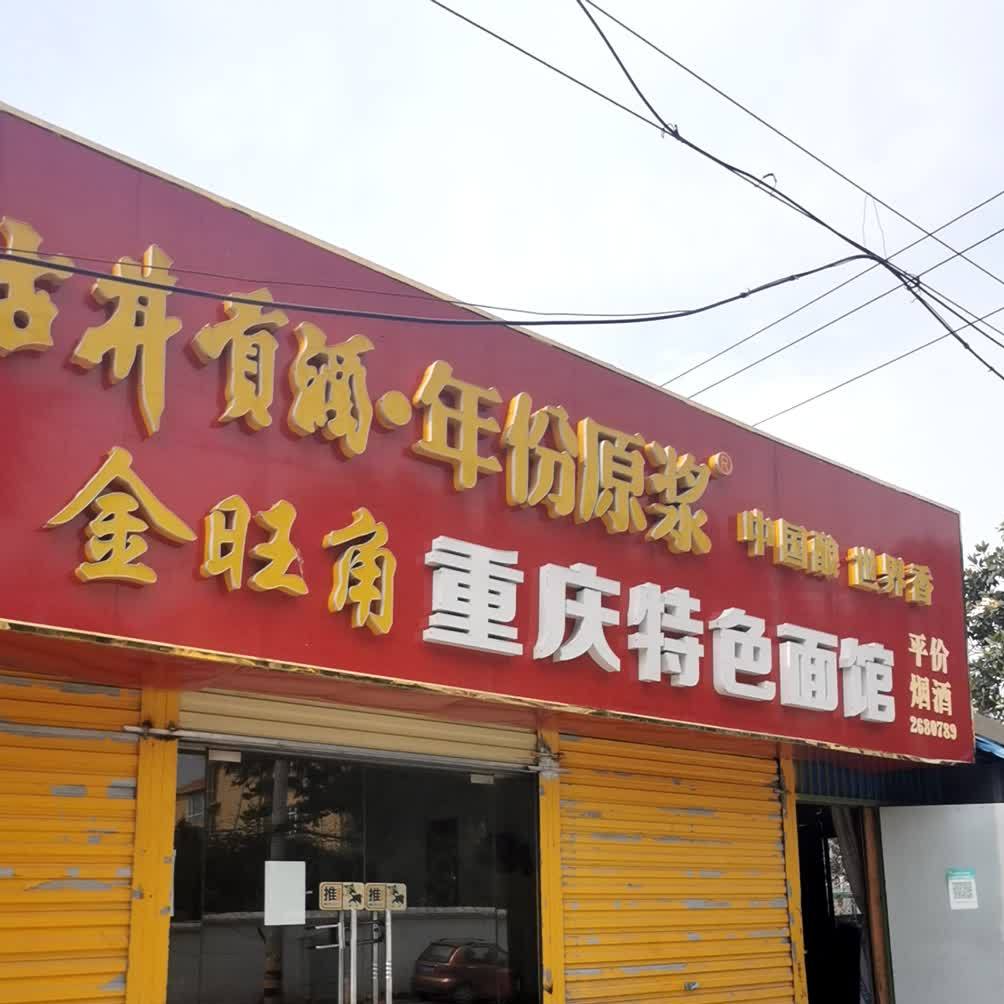 古井贡酒·年份原浆® 中国酿 世界香
金旺角 重庆特色面馆
平价
烟酒
2680789
推
推